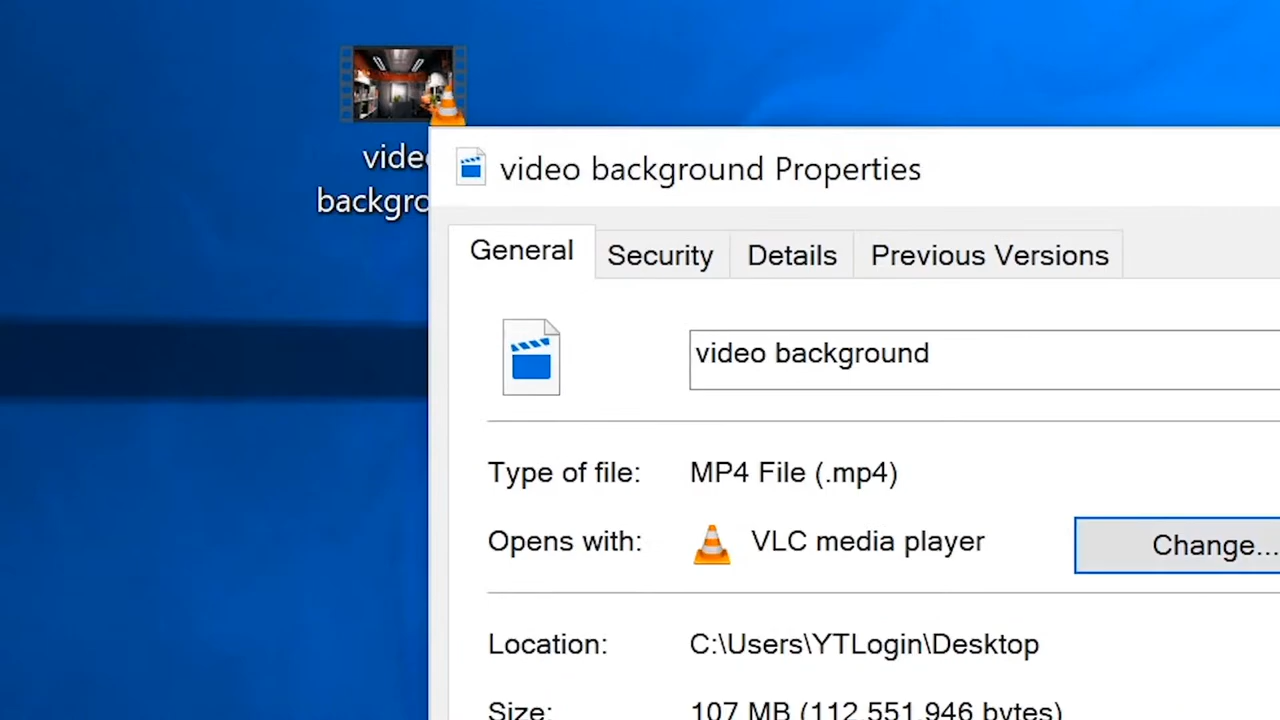 video
backgro
video background Properties
General
Security
Details
Previous Versions
video background
Type of file: MP4 File (.mp4)
Opens with: VLC media player
Change...
Location: C:\Users\YTLogin\Desktop
Size: 107 MB (112,551,946 bytes)